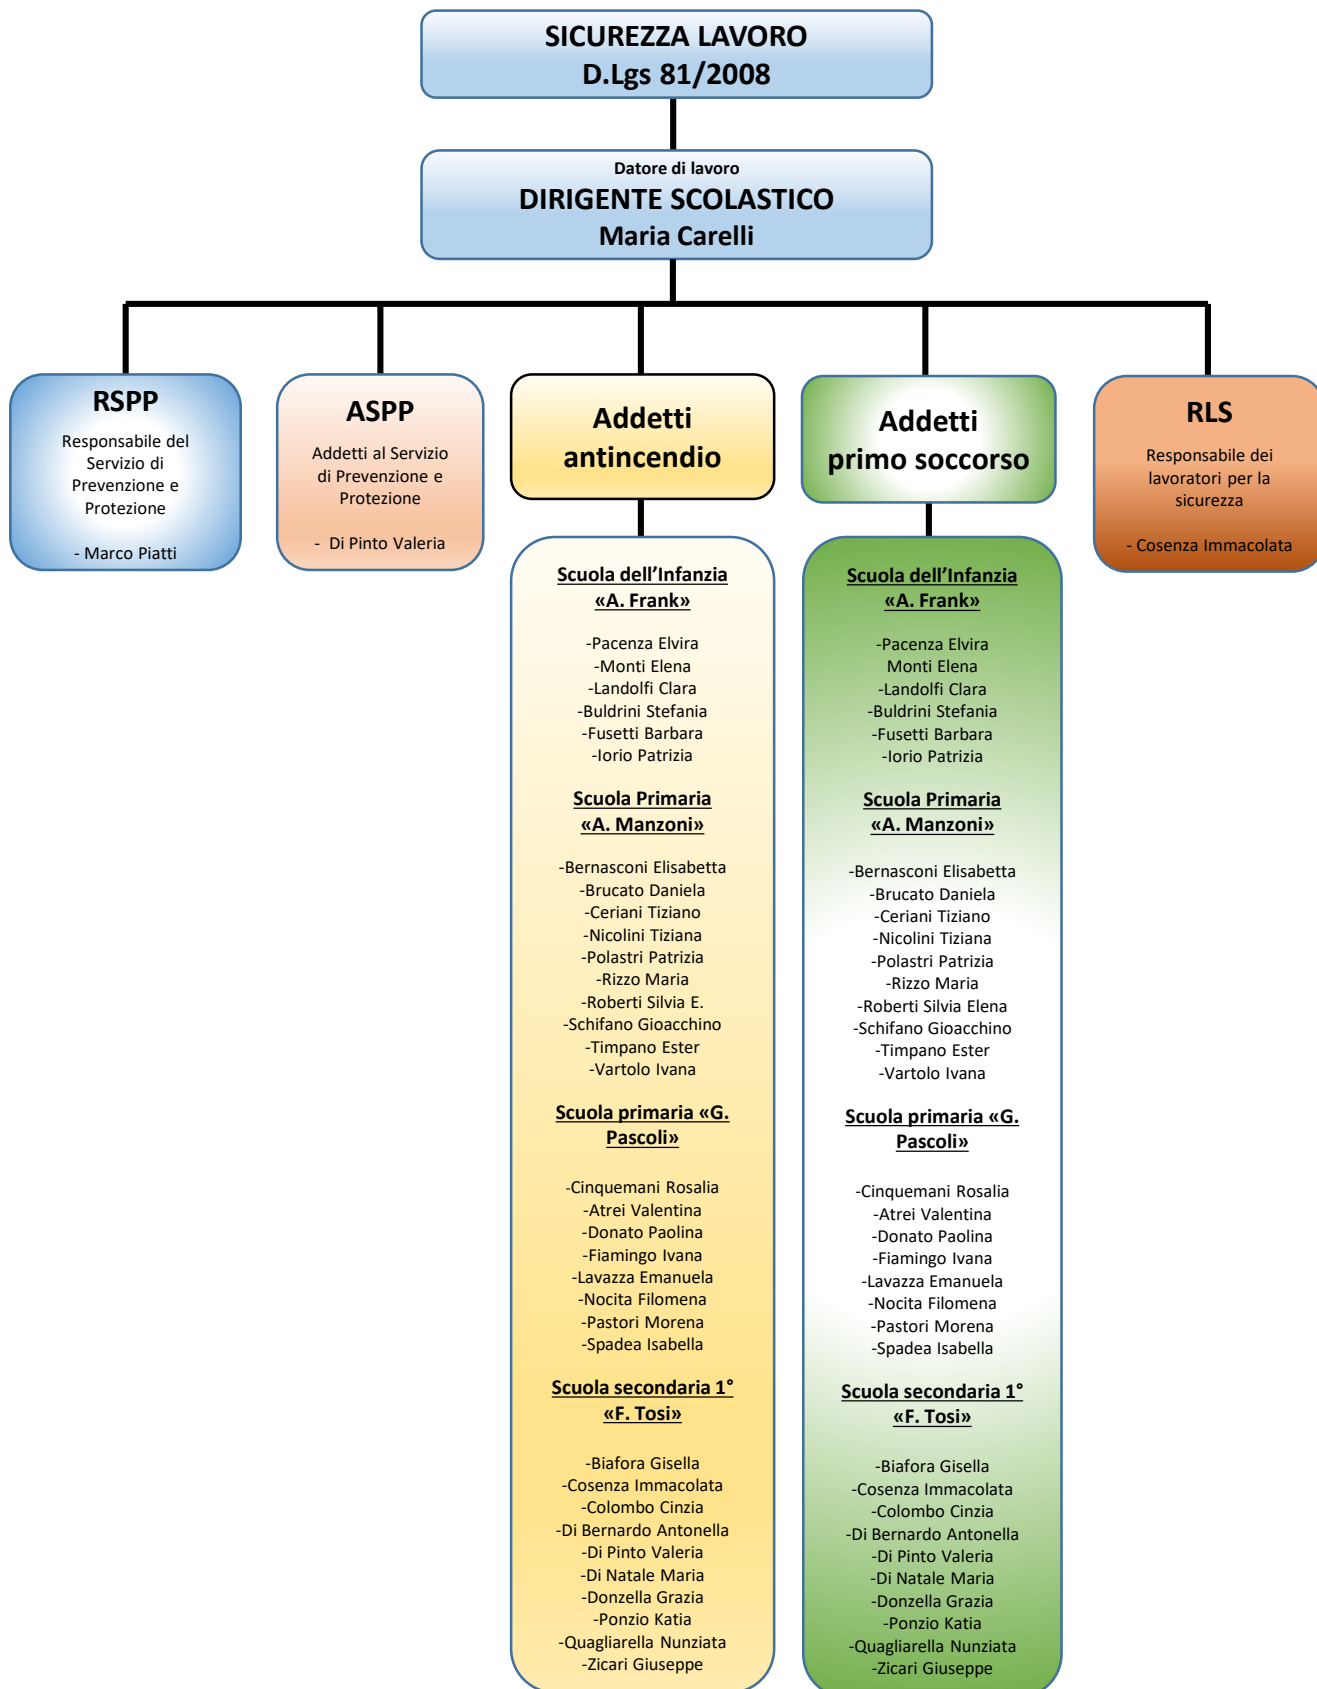 SICUREZZA LAVORO
D.Lgs 81/2008
Datore di lavoro
DIRIGENTE SCOLASTICO
Maria Carelli
RSPP
Responsabile del
Servizio di
Prevenzione e
Protezione
- Marco Piatti
ASPP
Addetti al Servizio
di Prevenzione e
Protezione
- Di Pinto Valeria
Addetti
antincendio
Scuola dell’Infanzia
«A. Frank»
-Pacenza Elvira
-Monti Elena
-Landolfi Clara
-Buldrini Stefania
-Fusetti Barbara
-Iorio Patrizia
Scuola Primaria
«A. Manzoni»
-Bernasconi Elisabetta
-Brucato Daniela
-Ceriani Tiziano
-Nicolini Tiziana
-Polastri Patrizia
-Rizzo Maria
-Roberti Silvia E.
-Schifano Gioacchino
-Timpano Ester
-Vartolo Ivana
Scuola primaria «G.
Pascoli»
-Cinquemani Rosalia
-Atrei Valentina
-Donato Paolina
-Fiamingo Ivana
-Lavazza Emanuela
-Nocita Filomena
-Pastori Morena
-Spadea Isabella
Scuola secondaria 1°
«F. Tosi»
-Biafora Gisella
-Cosenza Immacolata
-Colombo Cinzia
-Di Bernardo Antonella
-Di Pinto Valeria
-Di Natale Maria
-Donzella Grazia
-Ponzio Katia
-Quagliarella Nunziata
-Zicari Giuseppe
Addetti
primo soccorso
Scuola dell’Infanzia
«A. Frank»
-Pacenza Elvira
Monti Elena
-Landolfi Clara
-Buldrini Stefania
-Fusetti Barbara
-Iorio Patrizia
Scuola Primaria
«A. Manzoni»
-Bernasconi Elisabetta
-Brucato Daniela
-Ceriani Tiziano
-Nicolini Tiziana
-Polastri Patrizia
-Rizzo Maria
-Roberti Silvia Elena
-Schifano Gioacchino
-Timpano Ester
-Vartolo Ivana
Scuola primaria «G.
Pascoli»
-Cinquemani Rosalia
-Atrei Valentina
-Donato Paolina
-Fiamingo Ivana
-Lavazza Emanuela
-Nocita Filomena
-Pastori Morena
-Spadea Isabella
Scuola secondaria 1°
«F. Tosi»
-Biafora Gisella
-Cosenza Immacolata
-Colombo Cinzia
-Di Bernardo Antonella
-Di Pinto Valeria
-Di Natale Maria
-Donzella Grazia
-Ponzio Katia
-Quagliarella Nunziata
-Zicari Giuseppe
RLS
Responsabile dei
lavoratori per la
sicurezza
- Cosenza Immacolata